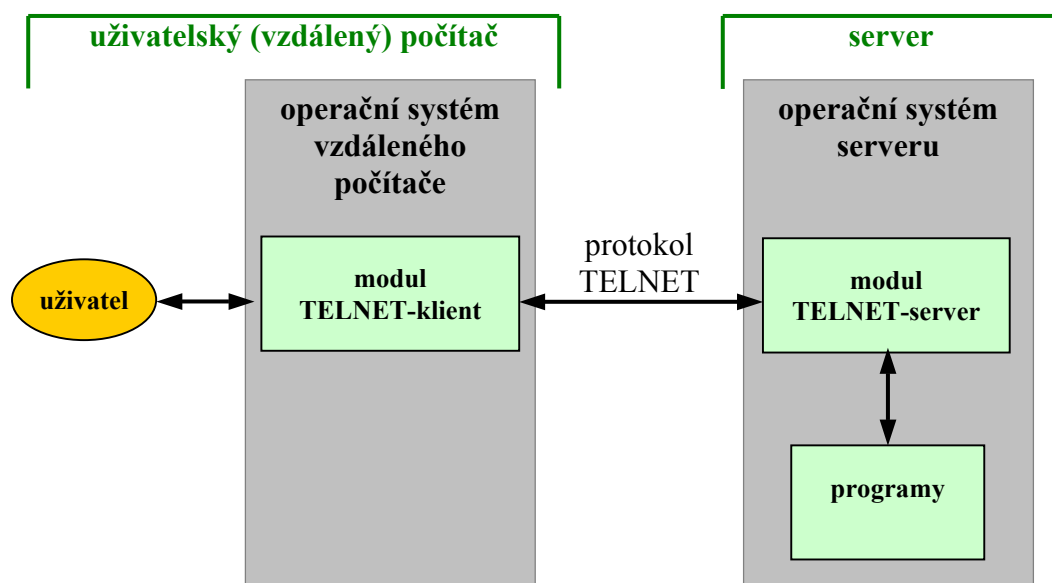 uživatelský (vzdálený) počítač
server
operační systém
vzdáleného
počítače
operační systém
serveru
uživatel
modul
TELNET-klient
protokol
TELNET
modul
TELNET-server
programy